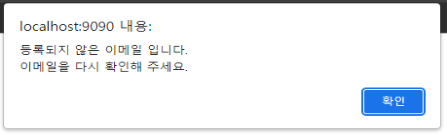 localhost:9090 내용:
등록되지 않은 이메일 입니다.
이메일을 다시 확인해 주세요.
확인